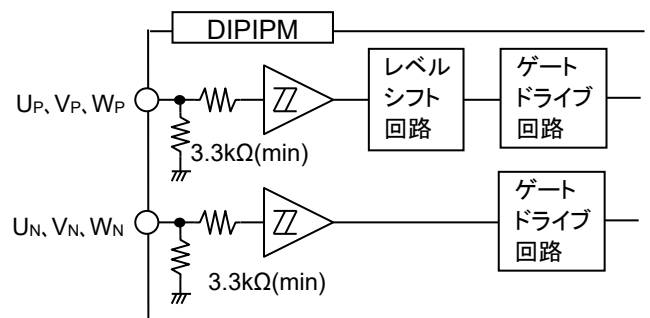 DIPIPM
UP、VP、WP
3.3kΩ(min)
レベル
シフト
回路
ゲート
ドライブ
回路
UN、VN、WN
3.3kΩ(min)
ゲート
ドライブ
回路